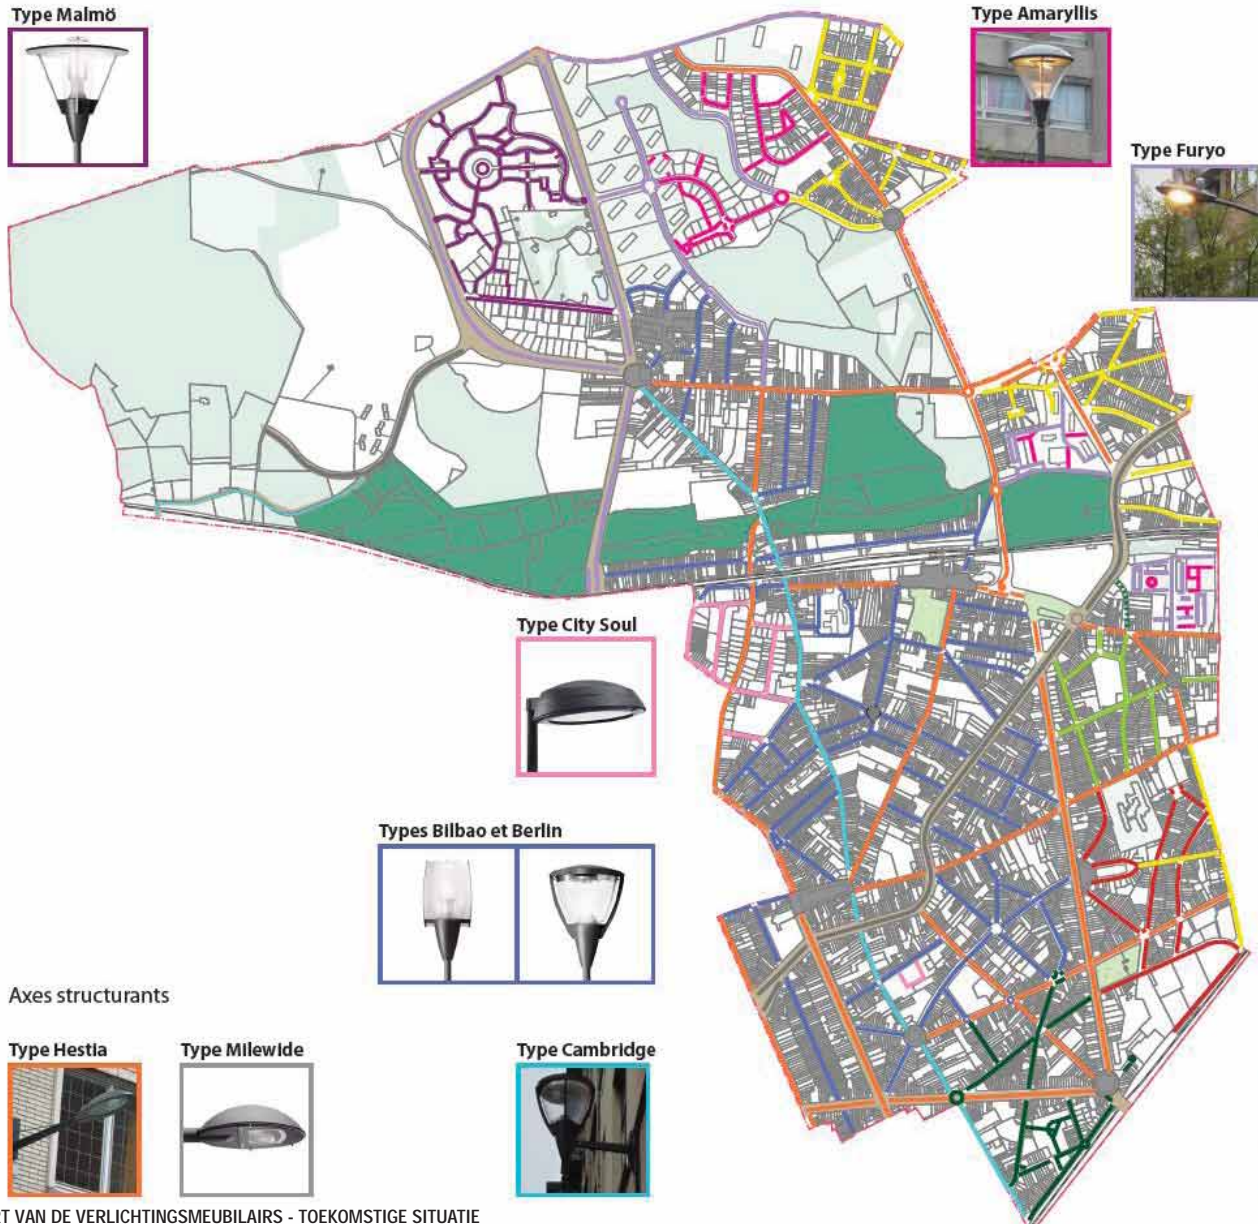 Type Malmö
Type Amaryllis
Type Furyo
Type City Soul
Types Bilbao et Berlin
Axes structurants
Type Hestia
Type Milewide
Type Cambridge
RT VAN DE VERLICHTINGSMEUBILAIRS - TOEKOMSTIGE SITUATIE